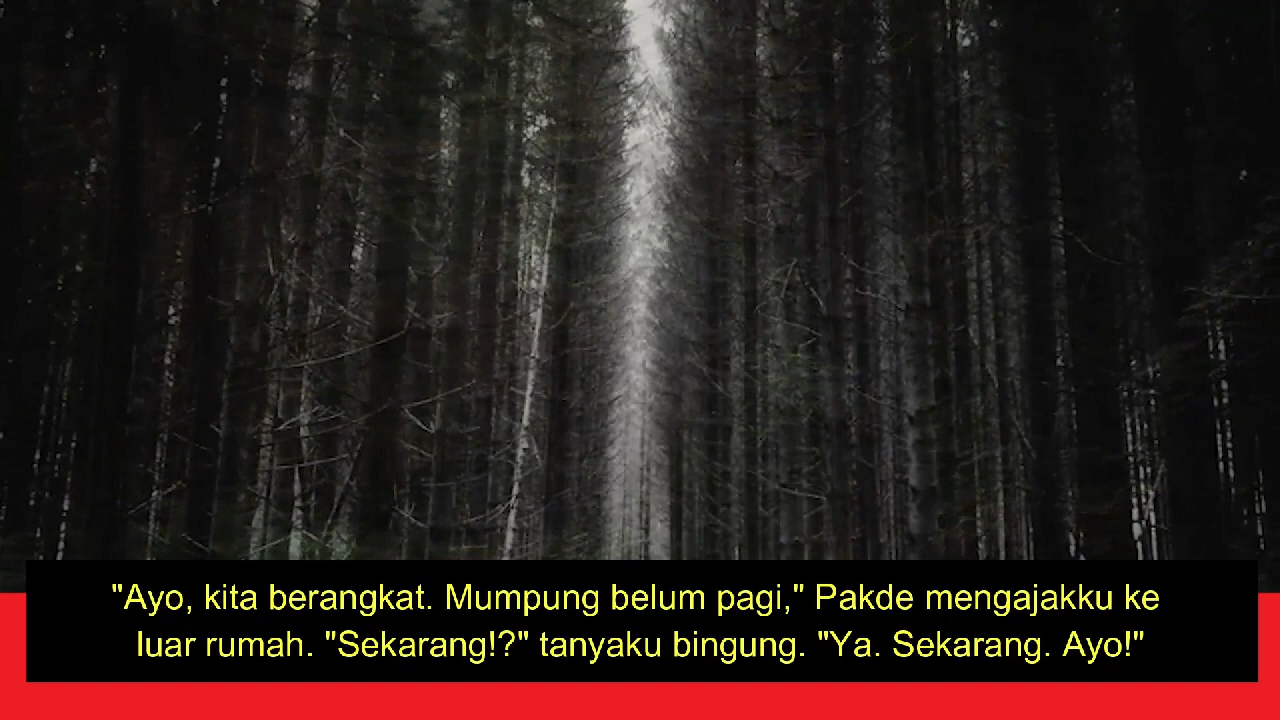 "Ayo, kita berangkat. Mumpung belum pagi," Pakde mengajakku ke
luar rumah. "Sekarang!?" tanyaku bingung. "Ya. Sekarang. Ayo!"